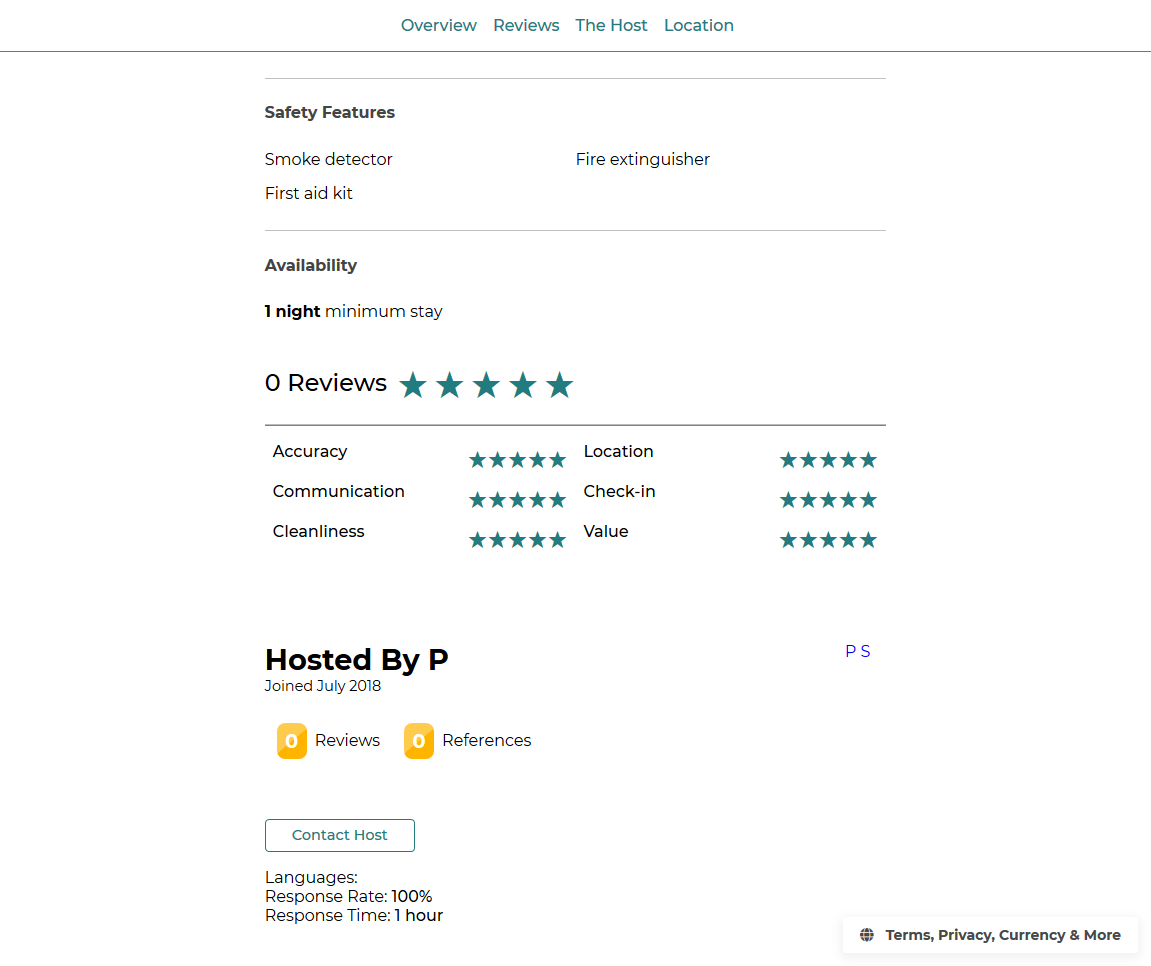 Overview Reviews The Host Location
Safety Features
Smoke detector Fire extinguisher
First aid kit
Availability
1 night minimum stay
0 Reviews ★ ★ ★ ★ ★
Accuracy ★★★★★ Location ★★★★★
Communication ★★★★★ Check-in ★★★★★
Cleanliness ★★★★★ Value ★★★★★
Hosted By P P S
Joined July 2018
0 Reviews 0 References
Contact Host
Languages:
Response Rate: 100%
Response Time: 1 hour
Terms, Privacy, Currency & More